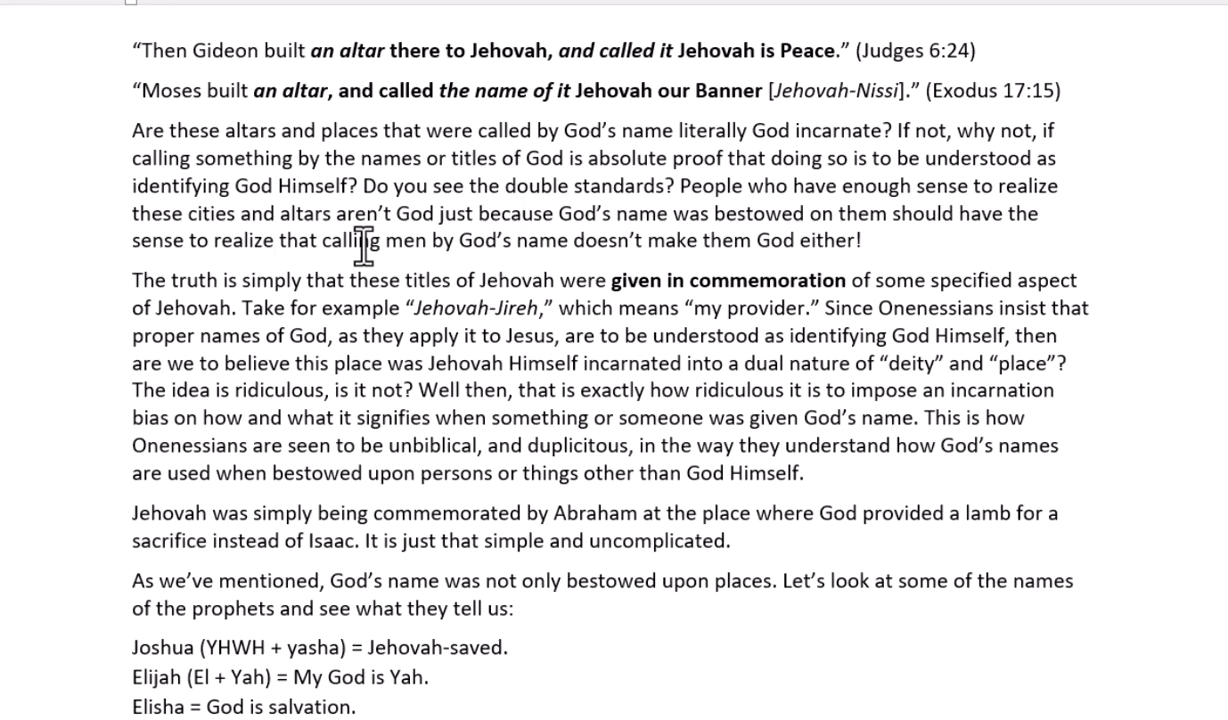 “Then Gideon built an altar there to Jehovah, and called it Jehovah is Peace.” (Judges 6:24)
“Moses built an altar, and called the name of it Jehovah our Banner [Jehovah-Nissi].” (Exodus 17:15)
Are these altars and places that were called by God’s name literally God incarnate? If not, why not, if
calling something by the names or titles of God is absolute proof that doing so is to be understood as
identifying God Himself? Do you see the double standards? People who have enough sense to realize
these cities and altars aren’t God just because God’s name was bestowed on them should have the
sense to realize that calling men by God’s name doesn’t make them God either!
The truth is simply that these titles of Jehovah were given in commemoration of some specified aspect
of Jehovah. Take for example “Jehovah-Jireh,” which means “my provider.” Since Onenessians insist that
proper names of God, as they apply it to Jesus, are to be understood as identifying God Himself, then
are we to believe this place was Jehovah Himself incarnated into a dual nature of “deity” and “place”?
The idea is ridiculous, is it not? Well then, that is exactly how ridiculous it is to impose an incarnation
bias on how and what it signifies when something or someone was given God’s name. This is how
Onenessians are seen to be unbiblical, and duplicitous, in the way they understand how God’s names
are used when bestowed upon persons or things other than God Himself.
Jehovah was simply being commemorated by Abraham at the place where God provided a lamb for a
sacrifice instead of Isaac. It is just that simple and uncomplicated.
As we’ve mentioned, God’s name was not only bestowed upon places. Let’s look at some of the names
of the prophets and see what they tell us:
Joshua (YHWH + yasha) = Jehovah-saved.
Elijah (El + Yah) = My God is Yah.
Elisha = God is salvation.